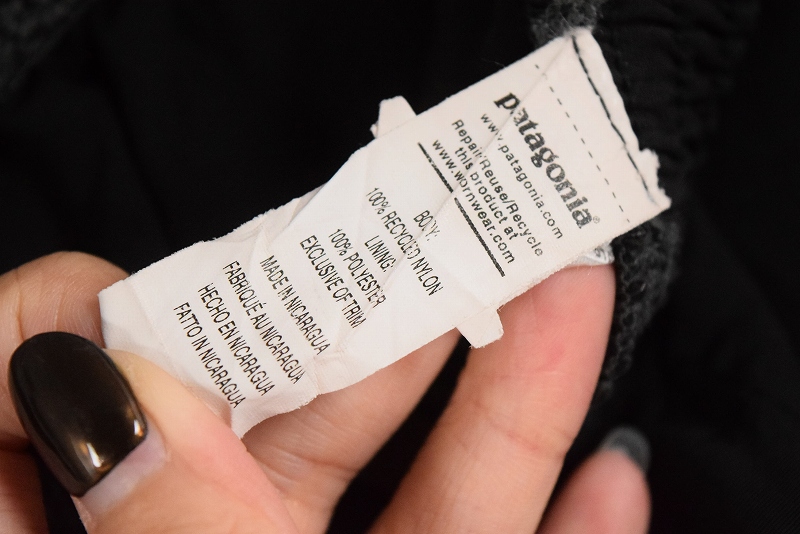 patagonia®
www.patagonia.com
Repair/Reuse/Recycle
this product at
www.wornwear.com
BODY:
100% RECYCLED NYLON
LINING:
100% POLYESTER
EXCLUSIVE OF TRIM
MADE IN NICARAGUA
FABRIQUÉ AU NICARAGUA
HECHO EN NICARAGUA
FATTO IN NICARAGUA